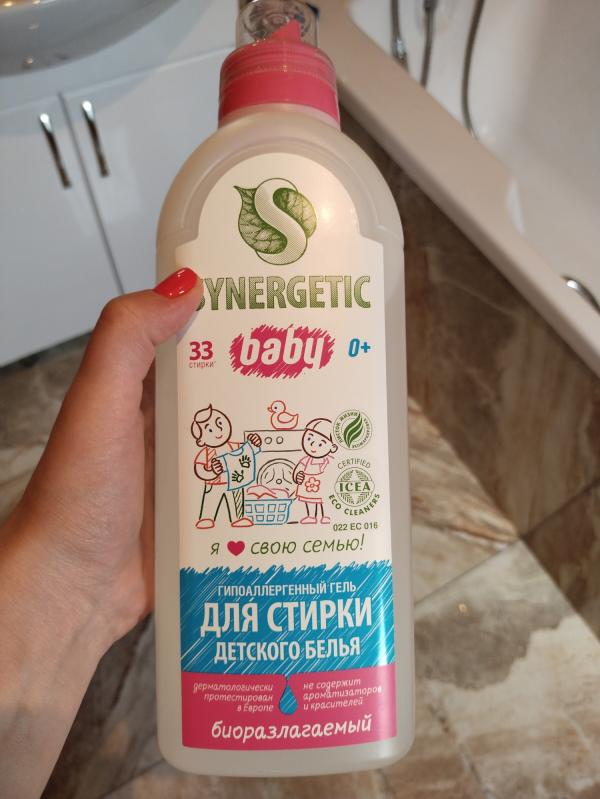 SYNERGETIC
33
стирки*
baby
0+
CERTIFIED
ICEA
ECO CLEANERS
022 EC 016
я свою семью!
ГИПОАЛЛЕРГЕННЫЙ ГЕЛЬ
ДЛЯ СТИРКИ
ДЕТСКОГО БЕЛЬЯ
дерматологически
протестирован
в Европе
не содержит
ароматизаторов
и красителей
биоразлагаемый